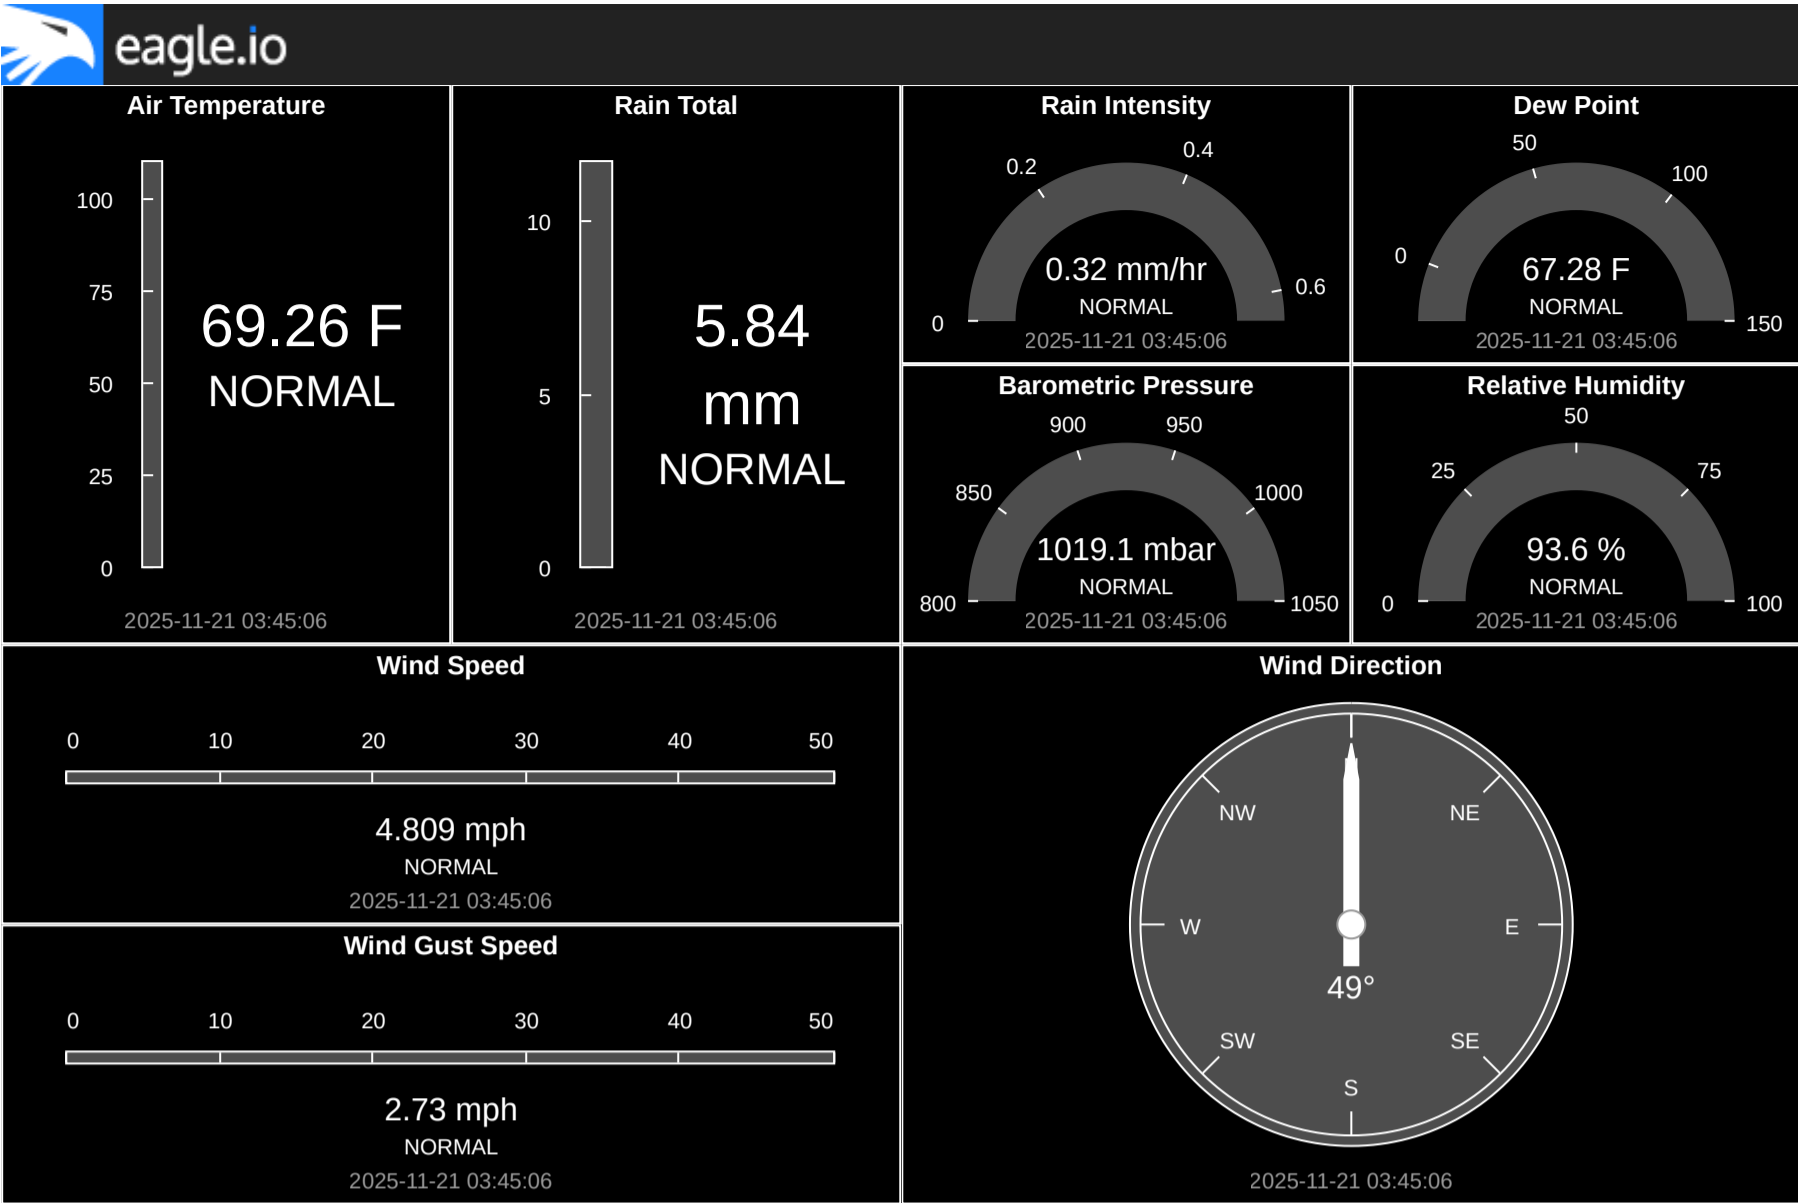 eagle.io
Air Temperature
100
75
50
25
0
69.26 F
NORMAL
2025-11-21 03:45:06
Rain Total
10
5
0
5.84
mm
NORMAL
2025-11-21 03:45:06
Rain Intensity
0
0.2
0.4
0.6
0.32 mm/hr
NORMAL
2025-11-21 03:45:06
Dew Point
0
50
100
150
67.28 F
NORMAL
2025-11-21 03:45:06
Barometric Pressure
800
850
900
950
1000
1050
1019.1 mbar
NORMAL
2025-11-21 03:45:06
Relative Humidity
0
25
50
75
100
93.6 %
NORMAL
2025-11-21 03:45:06
Wind Speed
0 10 20 30 40 50
4.809 mph
NORMAL
2025-11-21 03:45:06
Wind Gust Speed
0 10 20 30 40 50
2.73 mph
NORMAL
2025-11-21 03:45:06
Wind Direction
NW NE
W E
49°
SW SE
S
2025-11-21 03:45:06